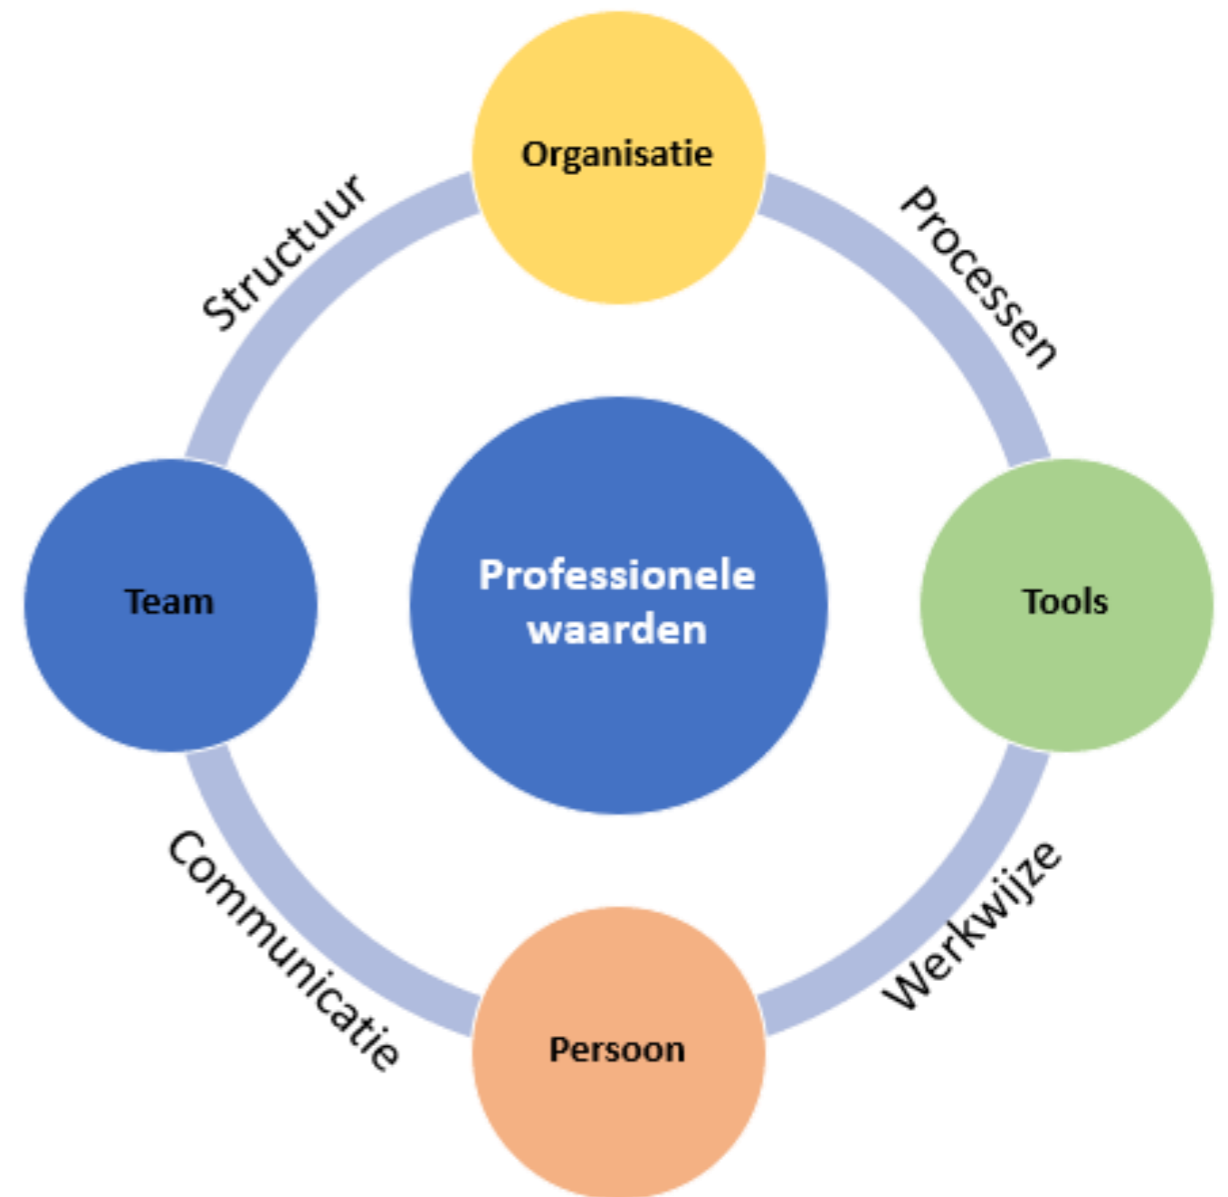 Organisatie
Structuur
Processen
Professionele
waarden
Team
Tools
Communicatie
Werkwijze
Persoon